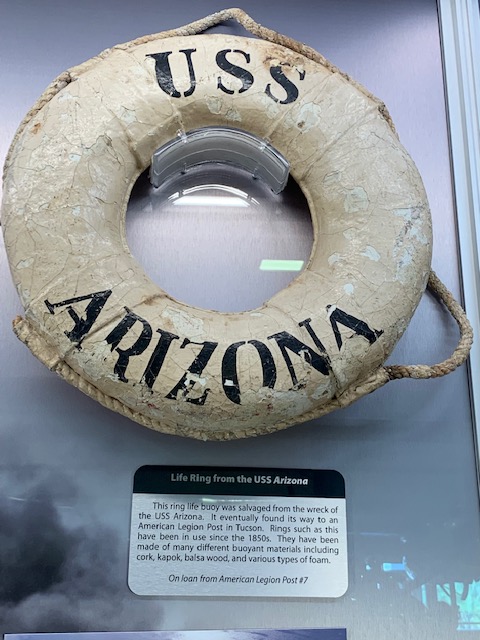 USS
ARIZONA
Life Ring from the USS Arizona
This ring life buoy was salvaged from the wreck of
the USS Arizona. It eventually found its way to an
American Legion Post in Tucson. Rings such as this
have been in use since the 1850s. They have been
made of many different buoyant materials including
cork, kapok, balsa wood, and various types of foam.
On loan from American Legion Post #7